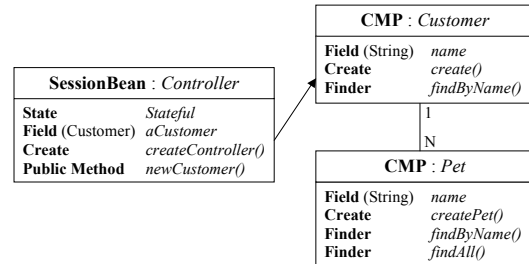 CMP : Customer
Field (String) name
Create create()
Finder findByName()
SessionBean : Controller
State Stateful
Field (Customer) aCustomer
Create createController()
Public Method newCustomer()
1
N
CMP : Pet
Field (String) name
Create createPet()
Finder findByName()
Finder findAll()